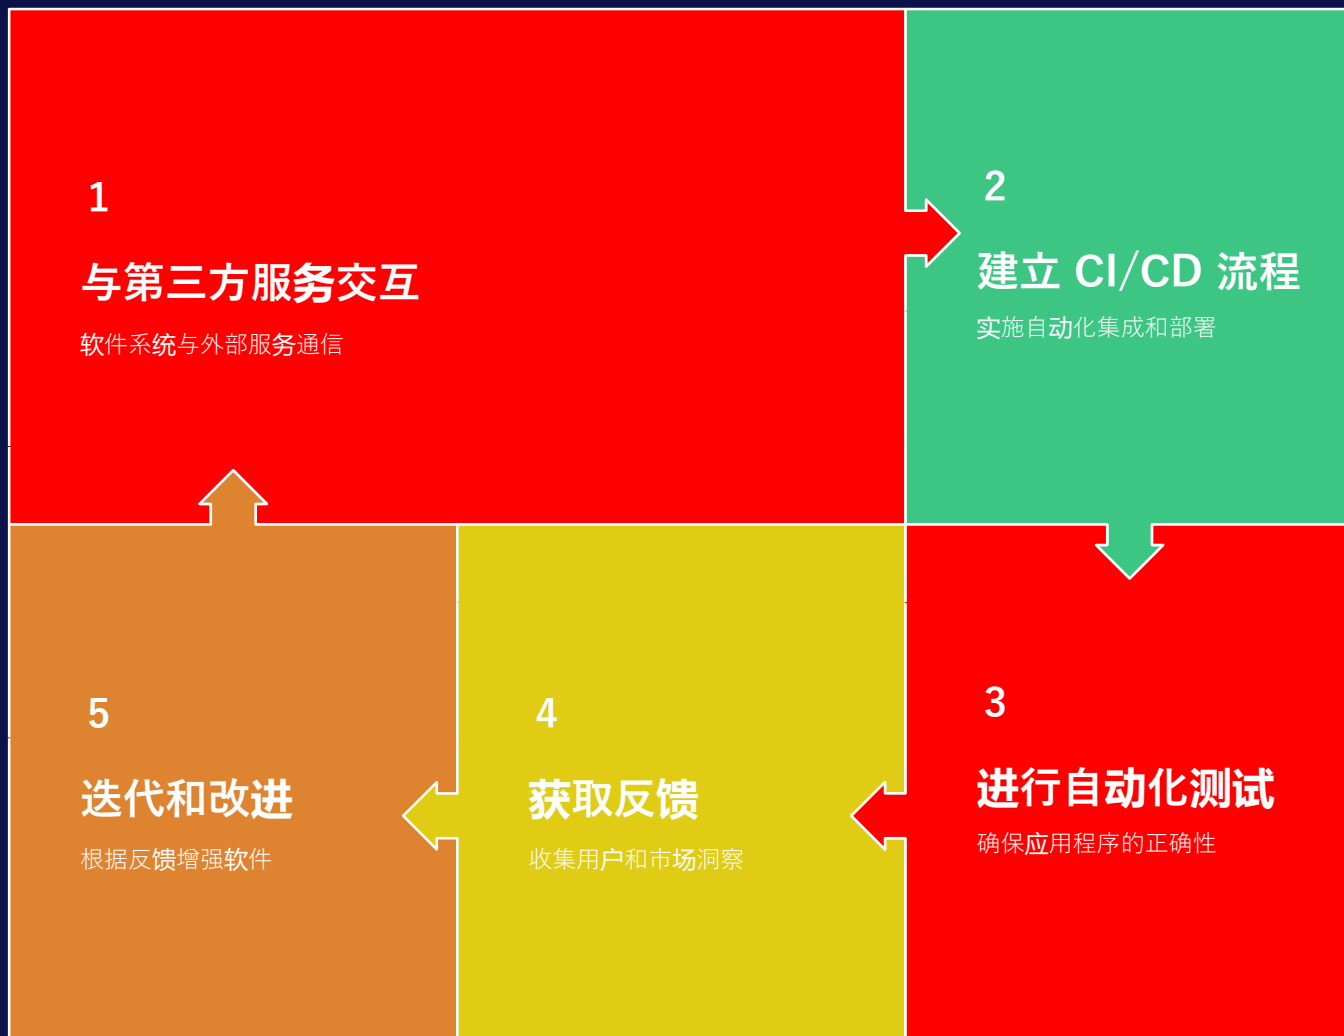 1
与第三方服务交互
软件系统与外部服务通信
2
建立 CI/CD 流程
实施自动化集成和部署
3
进行自动化测试
确保应用程序的正确性
4
获取反馈
收集用户和市场洞察
5
迭代和改进
根据反馈增强软件